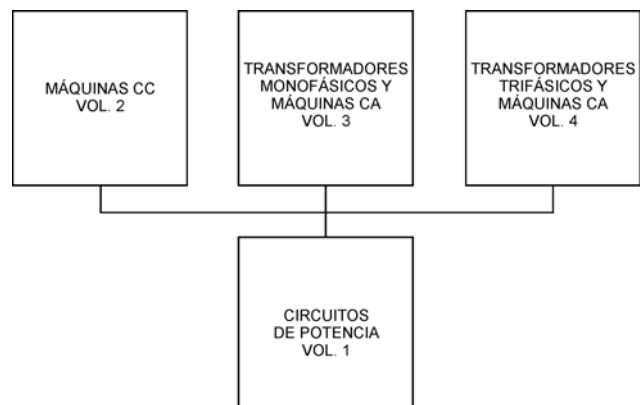 MÁQUINAS CC
VOL. 2
TRANSFORMADORES
MONOFÁSICOS Y
MÁQUINAS CA
VOL. 3
TRANSFORMADORES
TRIFÁSICOS Y
MÁQUINAS CA
VOL. 4
CIRCUITOS
DE POTENCIA
VOL. 1